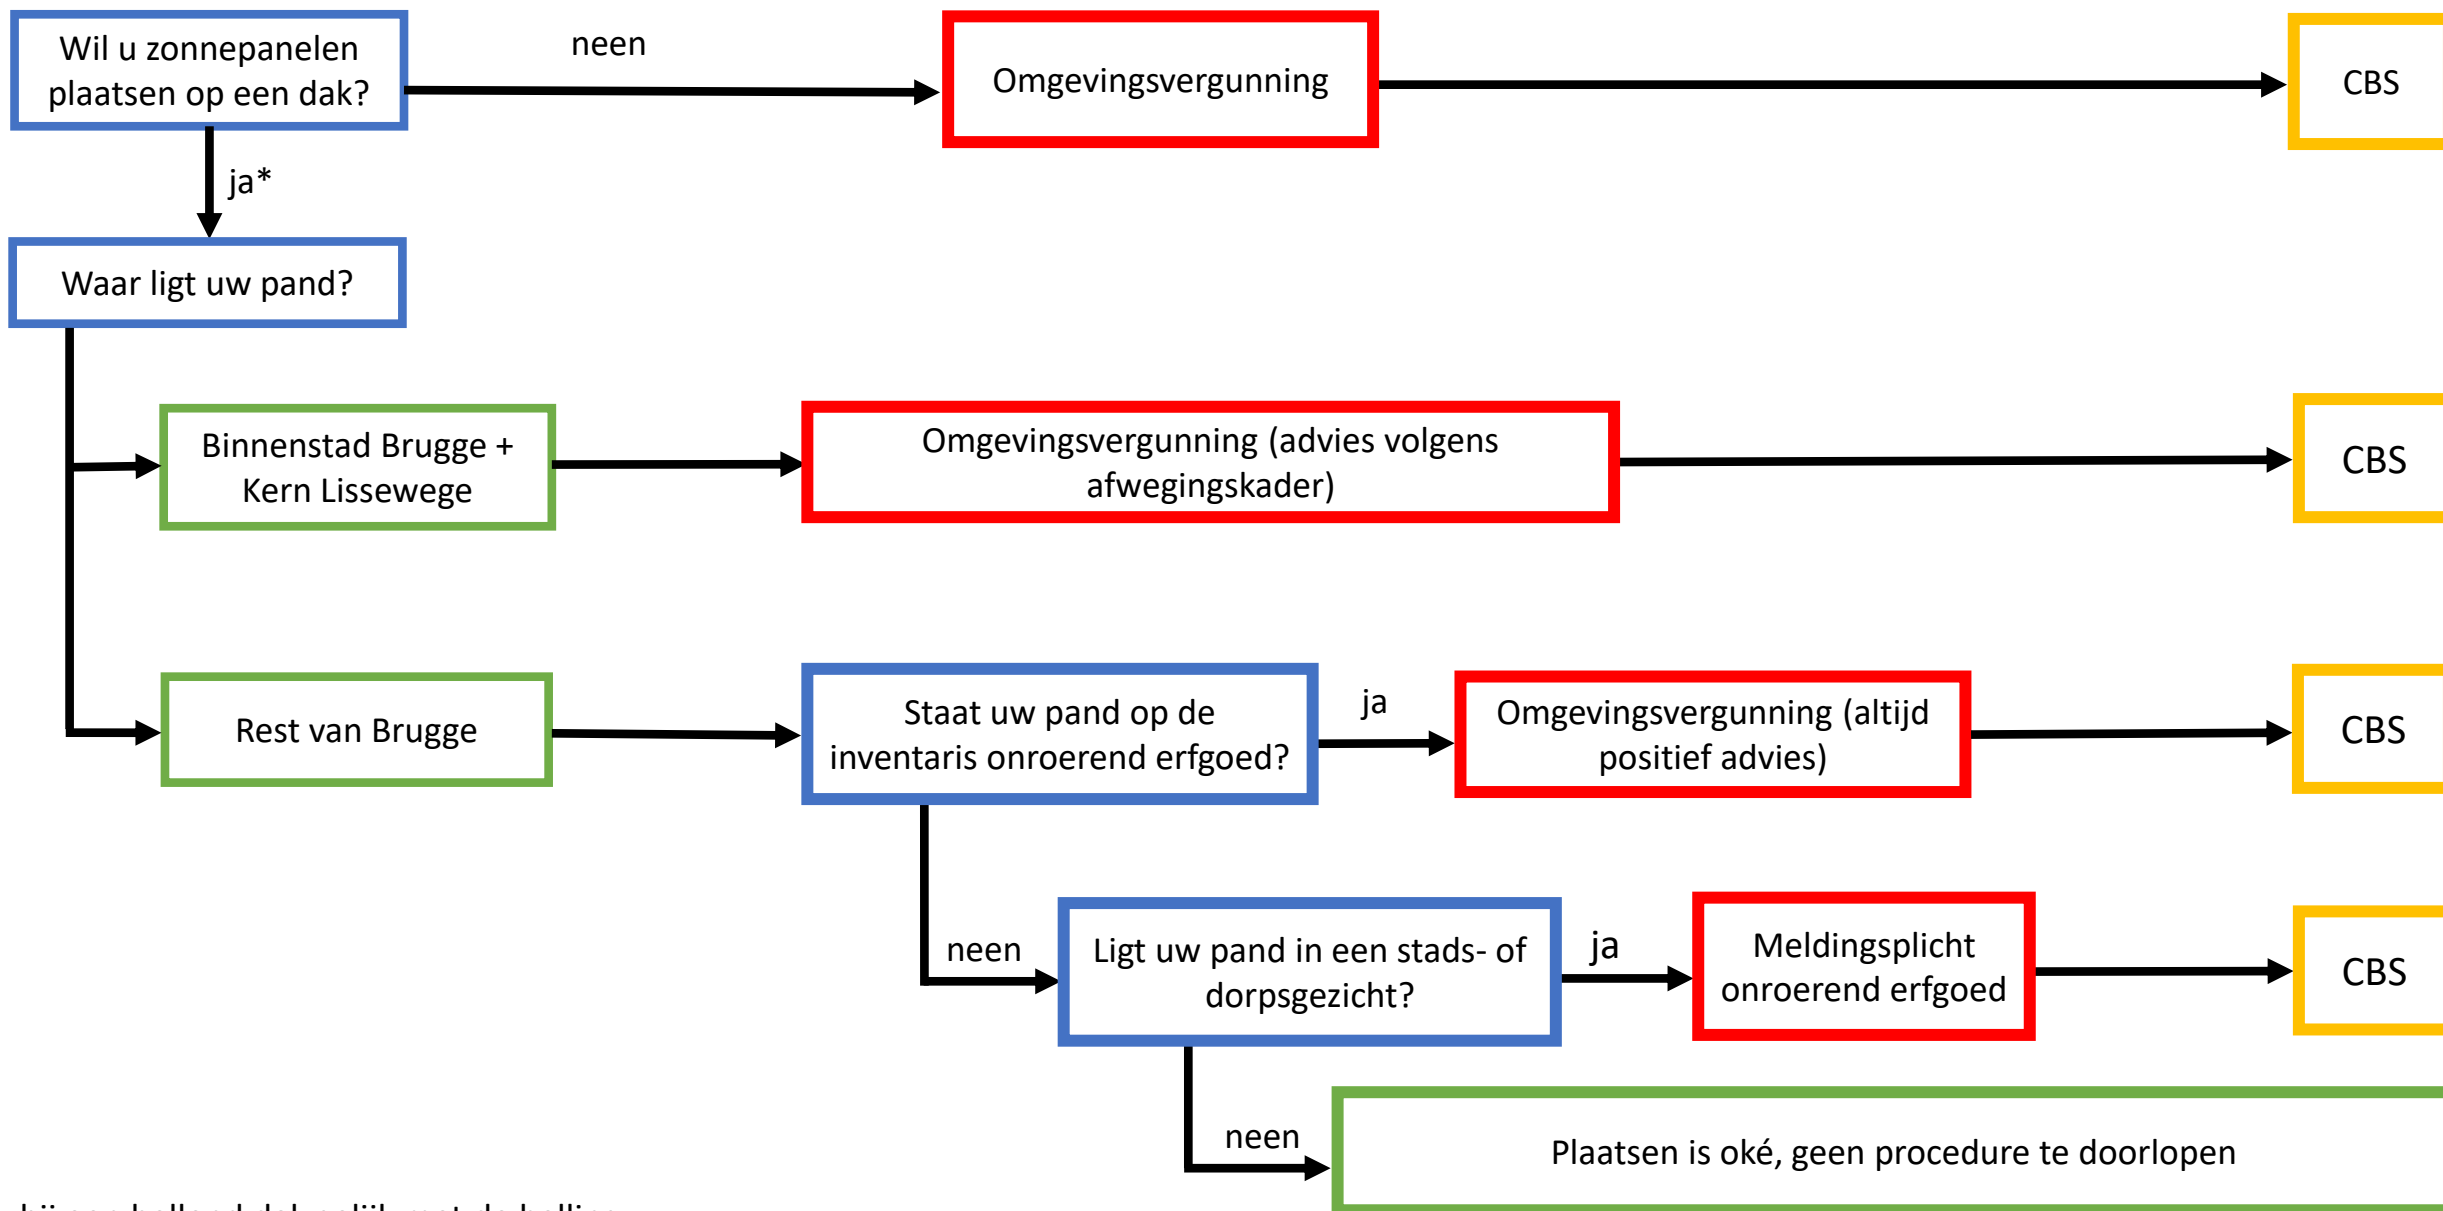 Wil u zonnepanelen
plaatsen op een dak?
neen
Omgevingsvergunning
CBS
ja*
Waar ligt uw pand?
Binnenstad Brugge +
Kern Lissewege
Omgevingsvergunning (advies volgens
afwegingskader)
CBS
Rest van Brugge
Staat uw pand op de
inventaris onroerend erfgoed?
ja
Omgevingsvergunning (altijd
positief advies)
CBS
neen
Ligt uw pand in een stads- of
dorpsgezicht?
ja
Meldingsplicht
onroerend erfgoed
CBS
neen
Plaatsen is oké, geen procedure te doorlopen